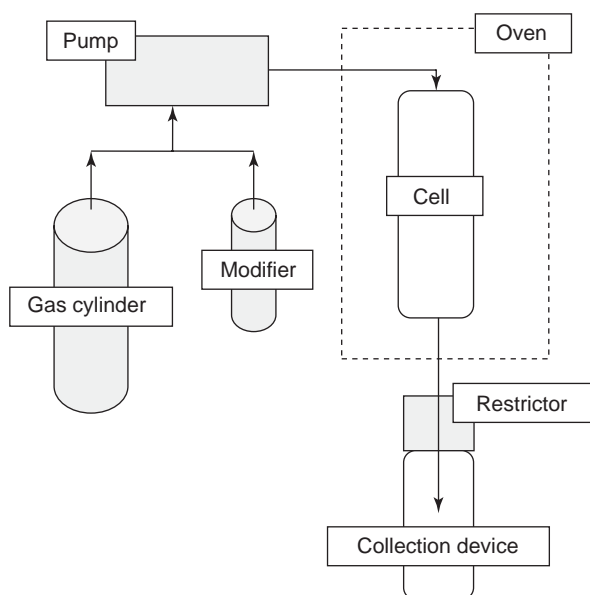 Pump
Oven
Cell
Modifier
Gas cylinder
Restrictor
Collection device